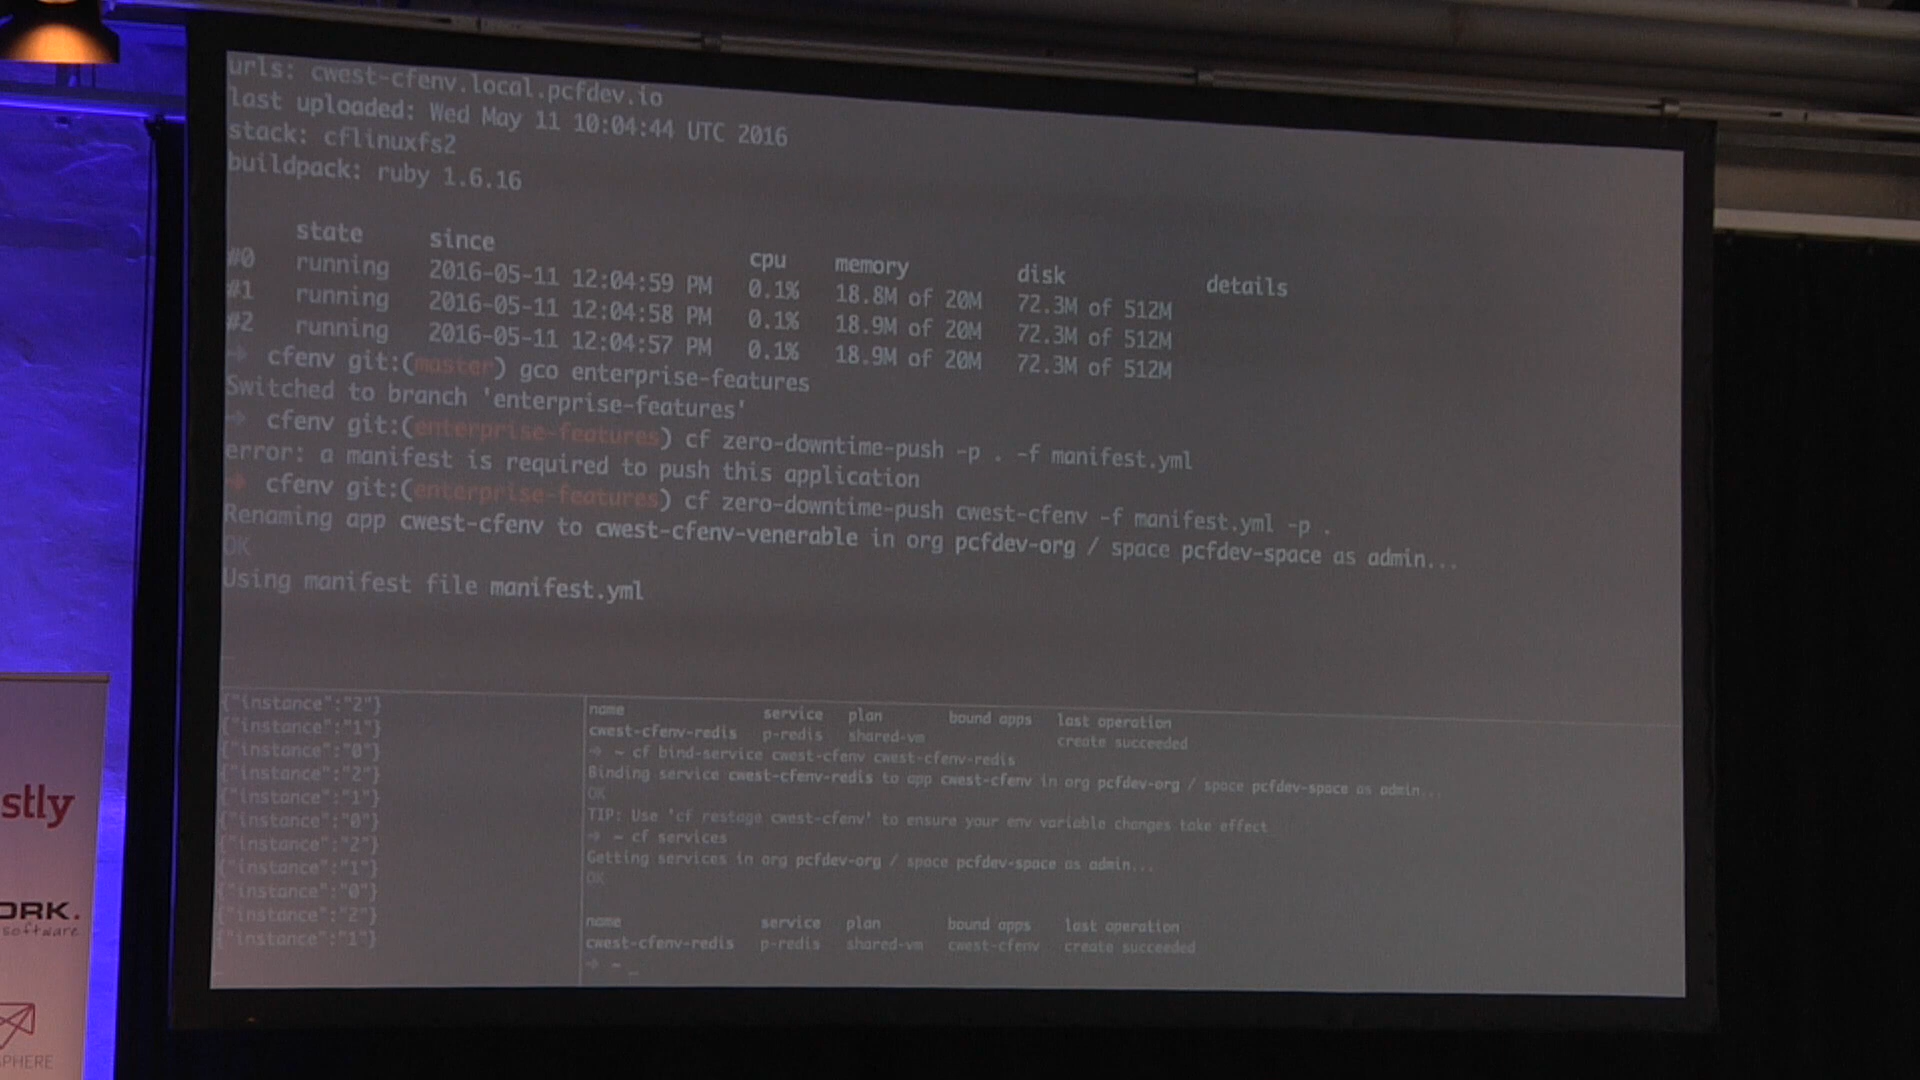 urls: cwest-cfenv.local.pcfdev.io
last uploaded: Wed May 11 10:04:44 UTC 2016
stack: cflinuxfs2
buildpack: ruby 1.6.16
state since cpu memory disk details
#0 running 2016-05-11 12:04:59 PM 0.1% 18.8M of 20M 72.3M of 512M
#1 running 2016-05-11 12:04:58 PM 0.1% 18.9M of 20M 72.3M of 512M
#2 running 2016-05-11 12:04:57 PM 0.1% 18.9M of 20M 72.3M of 512M
➜ cfenv git:(master) gco enterprise-features
Switched to branch 'enterprise-features'
➜ cfenv git:(enterprise-features) cf zero-downtime-push -p . -f manifest.yml
error: a manifest is required to push this application
➜ cfenv git:(enterprise-features) cf zero-downtime-push cwest-cfenv -f manifest.yml -p .
Renaming app cwest-cfenv to cwest-cfenv-venerable in org pcfdev-org / space pcfdev-space as admin...
OK
Using manifest file manifest.yml
{"instance":"2"}
{"instance":"1"}
{"instance":"0"}
{"instance":"2"}
{"instance":"1"}
{"instance":"0"}
{"instance":"2"}
{"instance":"1"}
{"instance":"0"}
{"instance":"2"}
{"instance":"1"}
name service plan bound apps last operation
cwest-cfenv-redis p-redis shared-vm create succeeded
➜ ~ cf bind-service cwest-cfenv cwest-cfenv-redis
Binding service cwest-cfenv-redis to app cwest-cfenv in org pcfdev-org / space pcfdev-space as admin...
OK
TIP: Use 'cf restage cwest-cfenv' to ensure your env variable changes take effect
➜ ~ cf services
Getting services in org pcfdev-org / space pcfdev-space as admin...
OK
name service plan bound apps last operation
cwest-cfenv-redis p-redis shared-vm cwest-cfenv create succeeded
➜ ~ _
stly
ORK.
software
PHERE